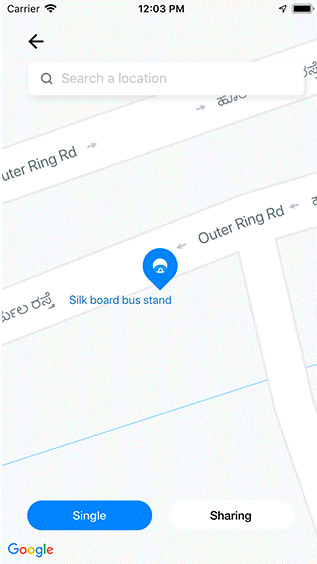 Carrier 12:03 PM
Search a location
Outer Ring Rd
Outer Ring Rd
ರಸ್ತೆ
Silk board bus stand
Single
Sharing
Google